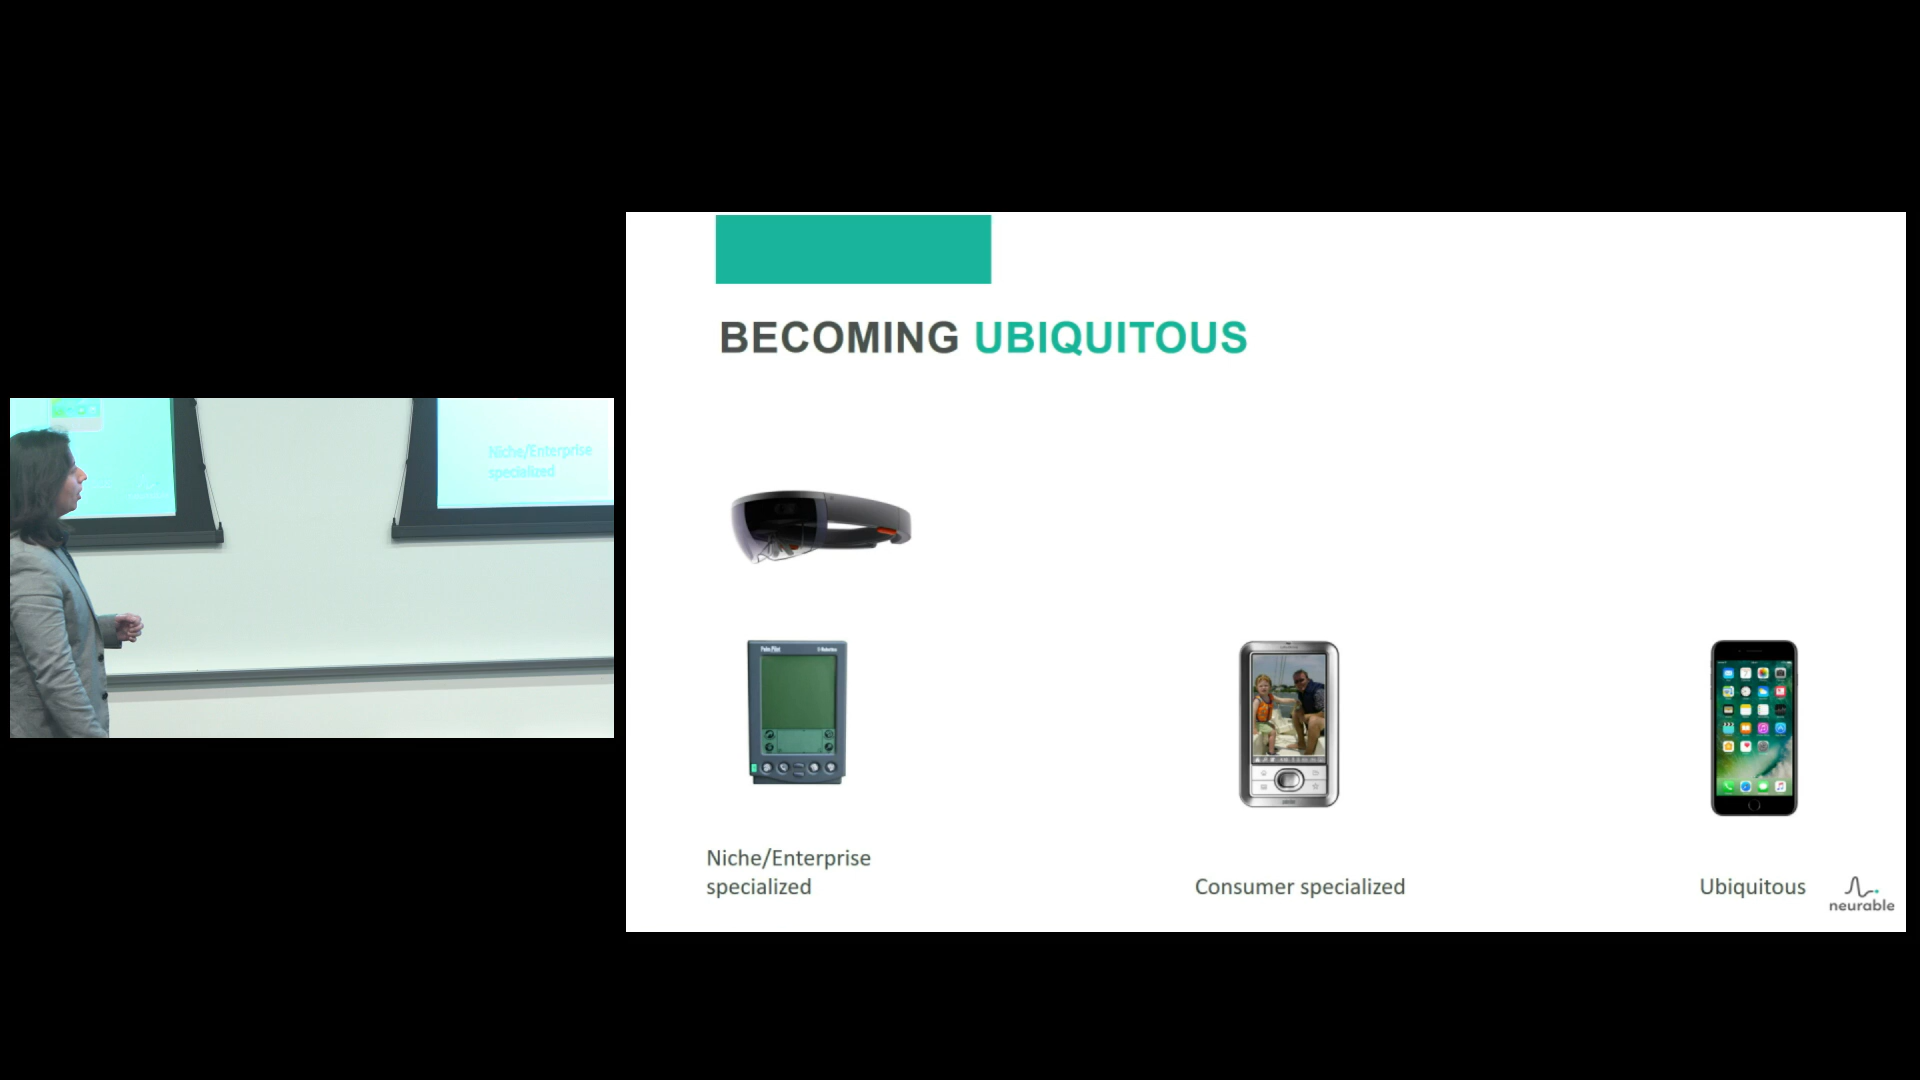 BECOMING UBIQUITOUS
Niche/Enterprise
specialized
Niche/Enterprise
specialized
Consumer specialized
Ubiquitous
neurable